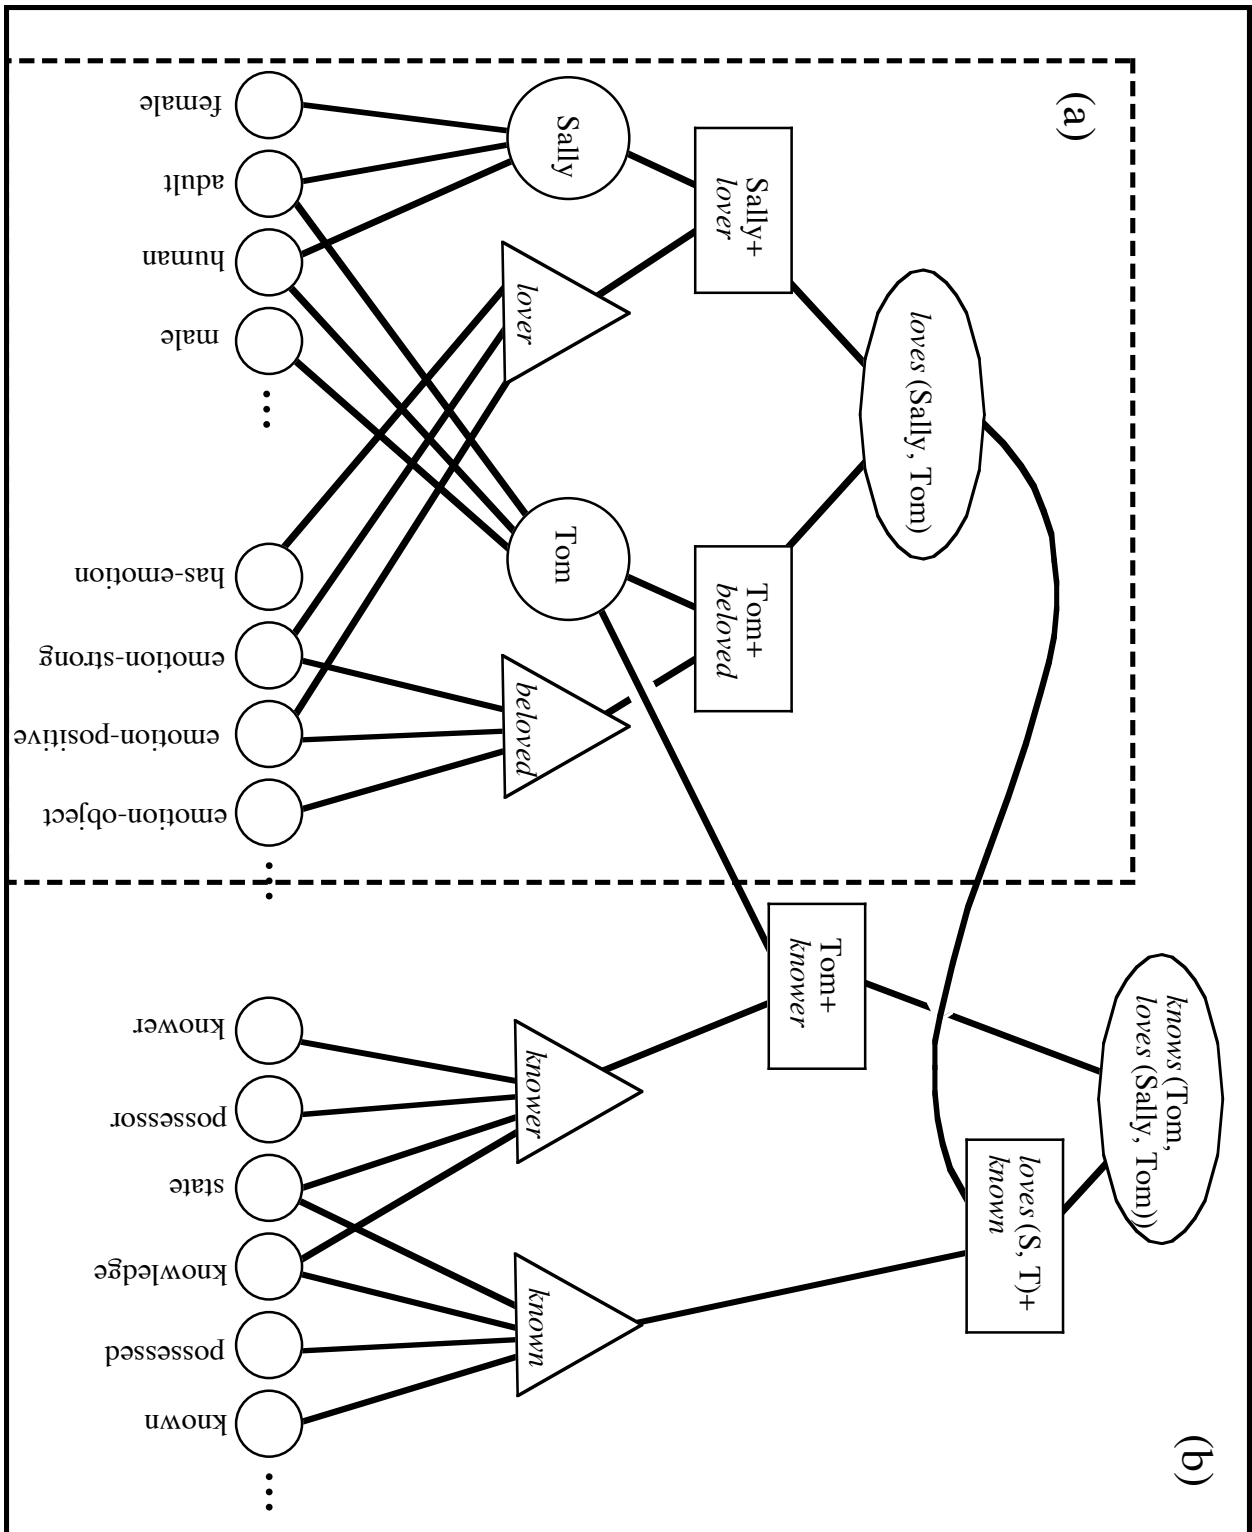 (a)
loves (Sally, Tom)
Sally+
lover
Tom+
beloved
Sally
lover
Tom
beloved
female
adult
human
male
...
has-emotion
emotion-strong
emotion-positive
emotion-object
...
(b)
knows (Tom,
loves (Sally, Tom))
loves (S, T)+
known
Tom+
knower
knower
known
knower
possessor
state
knowledge
possessed
known
...